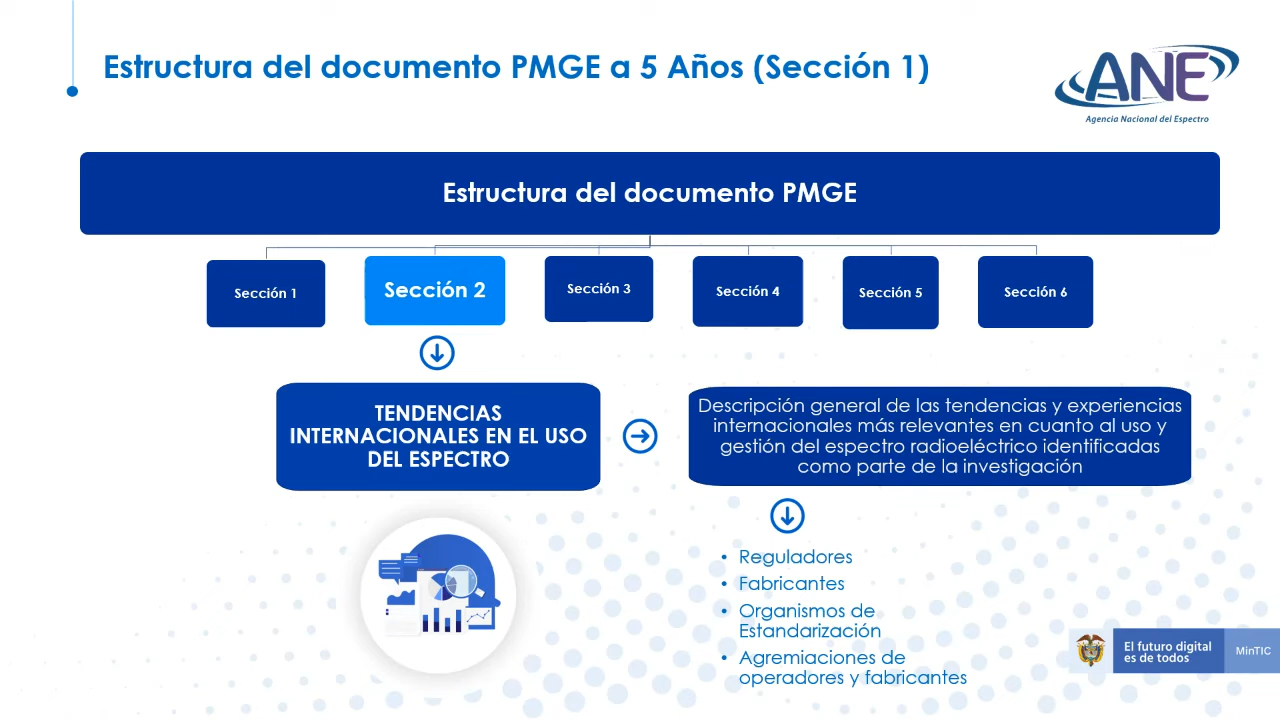 Estructura del documento PMGE a 5 Años (Sección 1)
ANE
Agencia Nacional del Espectro
Estructura del documento PMGE
Sección 1
Sección 2
Sección 3
Sección 4
Sección 5
Sección 6
TENDENCIAS
INTERNACIONALES EN EL USO
DEL ESPECTRO
Descripción general de las tendencias y experiencias
internacionales más relevantes en cuanto al uso y
gestión del espectro radioeléctrico identificadas
como parte de la investigación
• Reguladores
• Fabricantes
• Organismos de
Estandarización
• Agremiaciones de
operadores y fabricantes
El futuro digital
es de todos
MinTIC